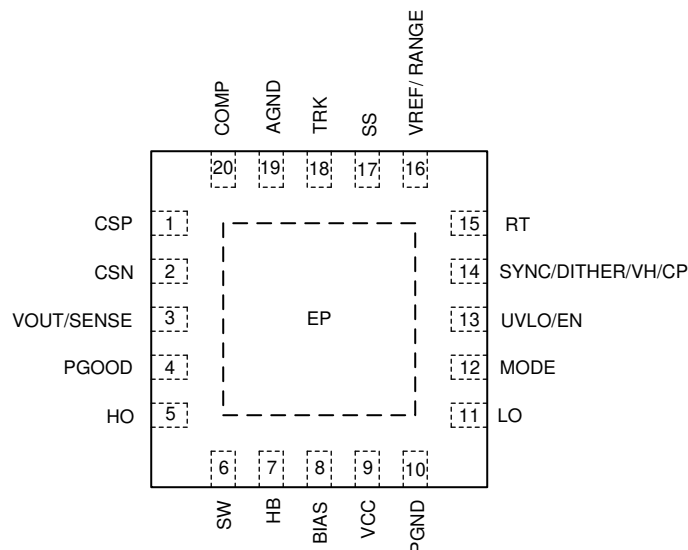 COMP
AGND
TRK
SS
VREF/ RANGE
20
19
18
17
16
CSP
1
15
RT
CSN
2
14
SYNC/DITHER/VH/CP
VOUT/SENSE
3
EP
13
UVLO/EN
PGOOD
4
12
MODE
HO
5
11
LO
6
7
8
9
10
SW
HB
BIAS
VCC
PGND